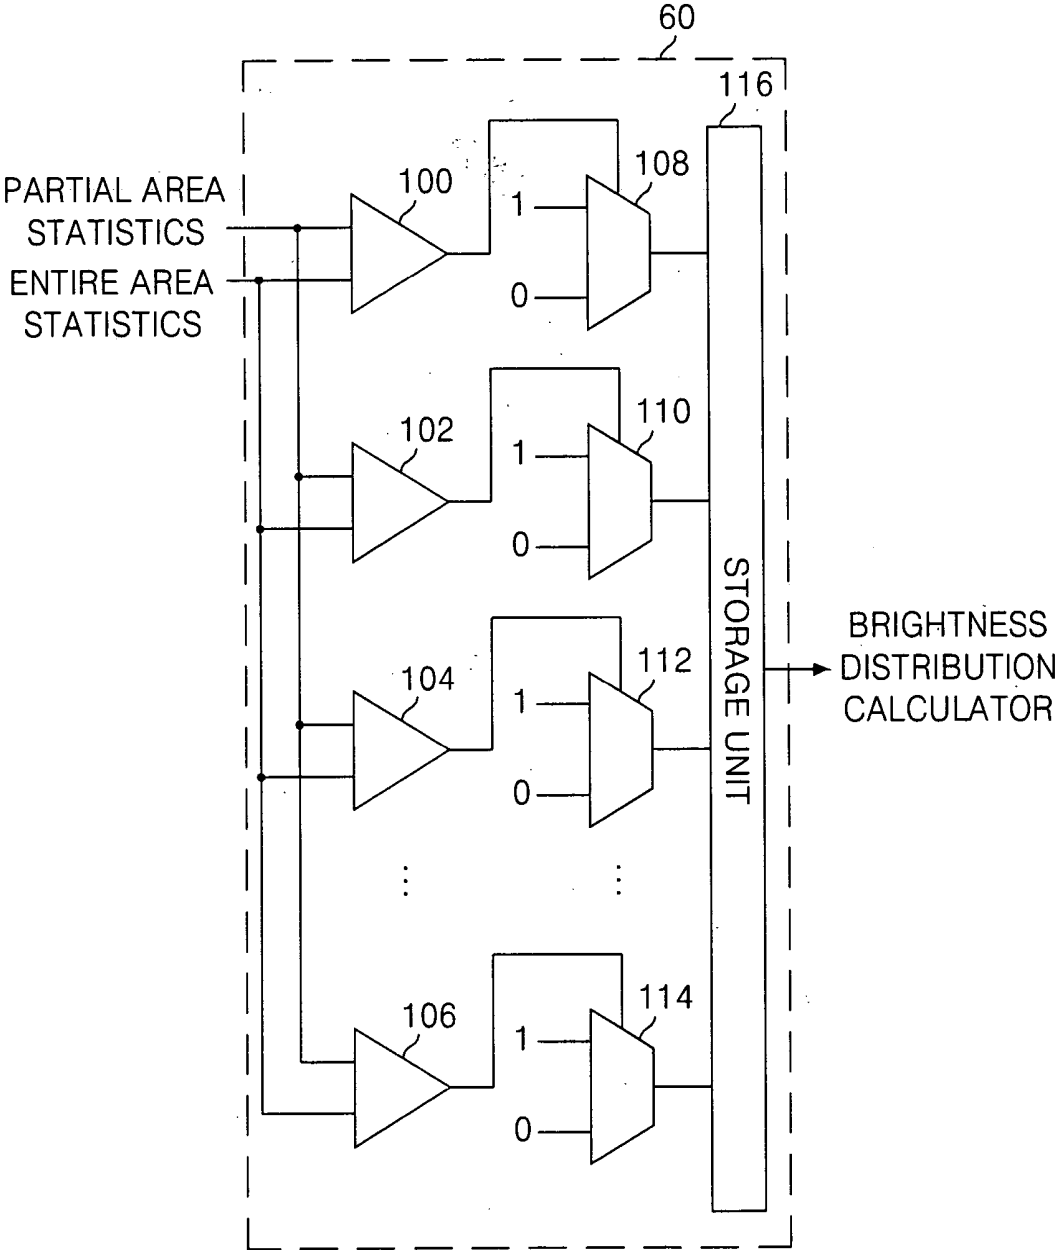 60
116
PARTIAL AREA
STATISTICS
ENTIRE AREA
STATISTICS
100
1
108
0
102
1
110
0
104
1
112
0
STORAGE UNIT
BRIGHTNESS
DISTRIBUTION
CALCULATOR
106
1
114
0